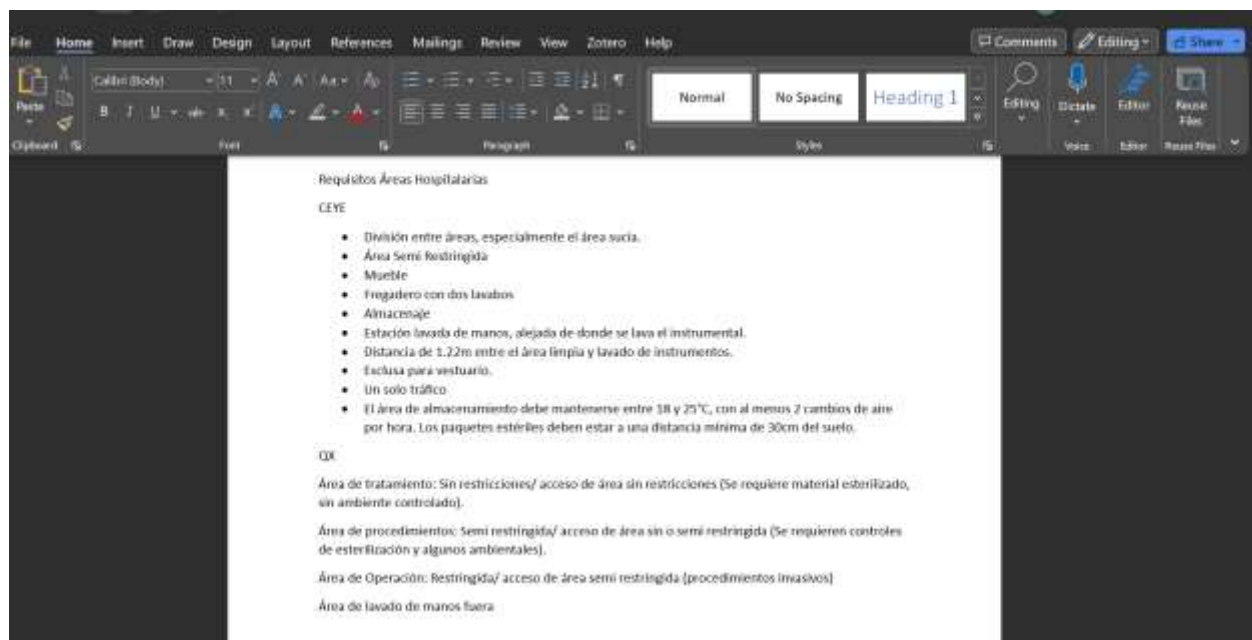 File Home Insert Draw Design Layout References Mailings Review View Zotero Help
Comments Editing Share
Calibri (Body) 11
Paste
Normal No Spacing Heading 1
Editing Dictate Editor Reuse Files
Clipboard Font Paragraph Styles Voice Editor Reuse Files
Requisitos Áreas Hospitalarias
CEYE
• División entre áreas, especialmente el área sucia.
• Área Semi Restringida
• Mueble
• Fregadero con dos lavabos
• Almacenaje
• Estación lavada de manos, alejada de donde se lava el instrumental.
• Distancia de 1.22m entre el área limpia y lavado de instrumentos.
• Exclusa para vestuario.
• Un solo tráfico
• El área de almacenamiento debe mantenerse entre 18 y 25°C, con al menos 2 cambios de aire
por hora. Los paquetes estériles deben estar a una distancia mínima de 30cm del suelo.
QX
Área de tratamiento: Sin restricciones/ acceso de área sin restricciones (Se requiere material esterilizado,
sin ambiente controlado).
Área de procedimientos: Semi restringida/ acceso de área sin o semi restringida (Se requieren controles
de esterilización y algunos ambientales).
Área de Operación: Restringida/ acceso de área semi restringida (procedimientos invasivos)
Área de lavado de manos fuera